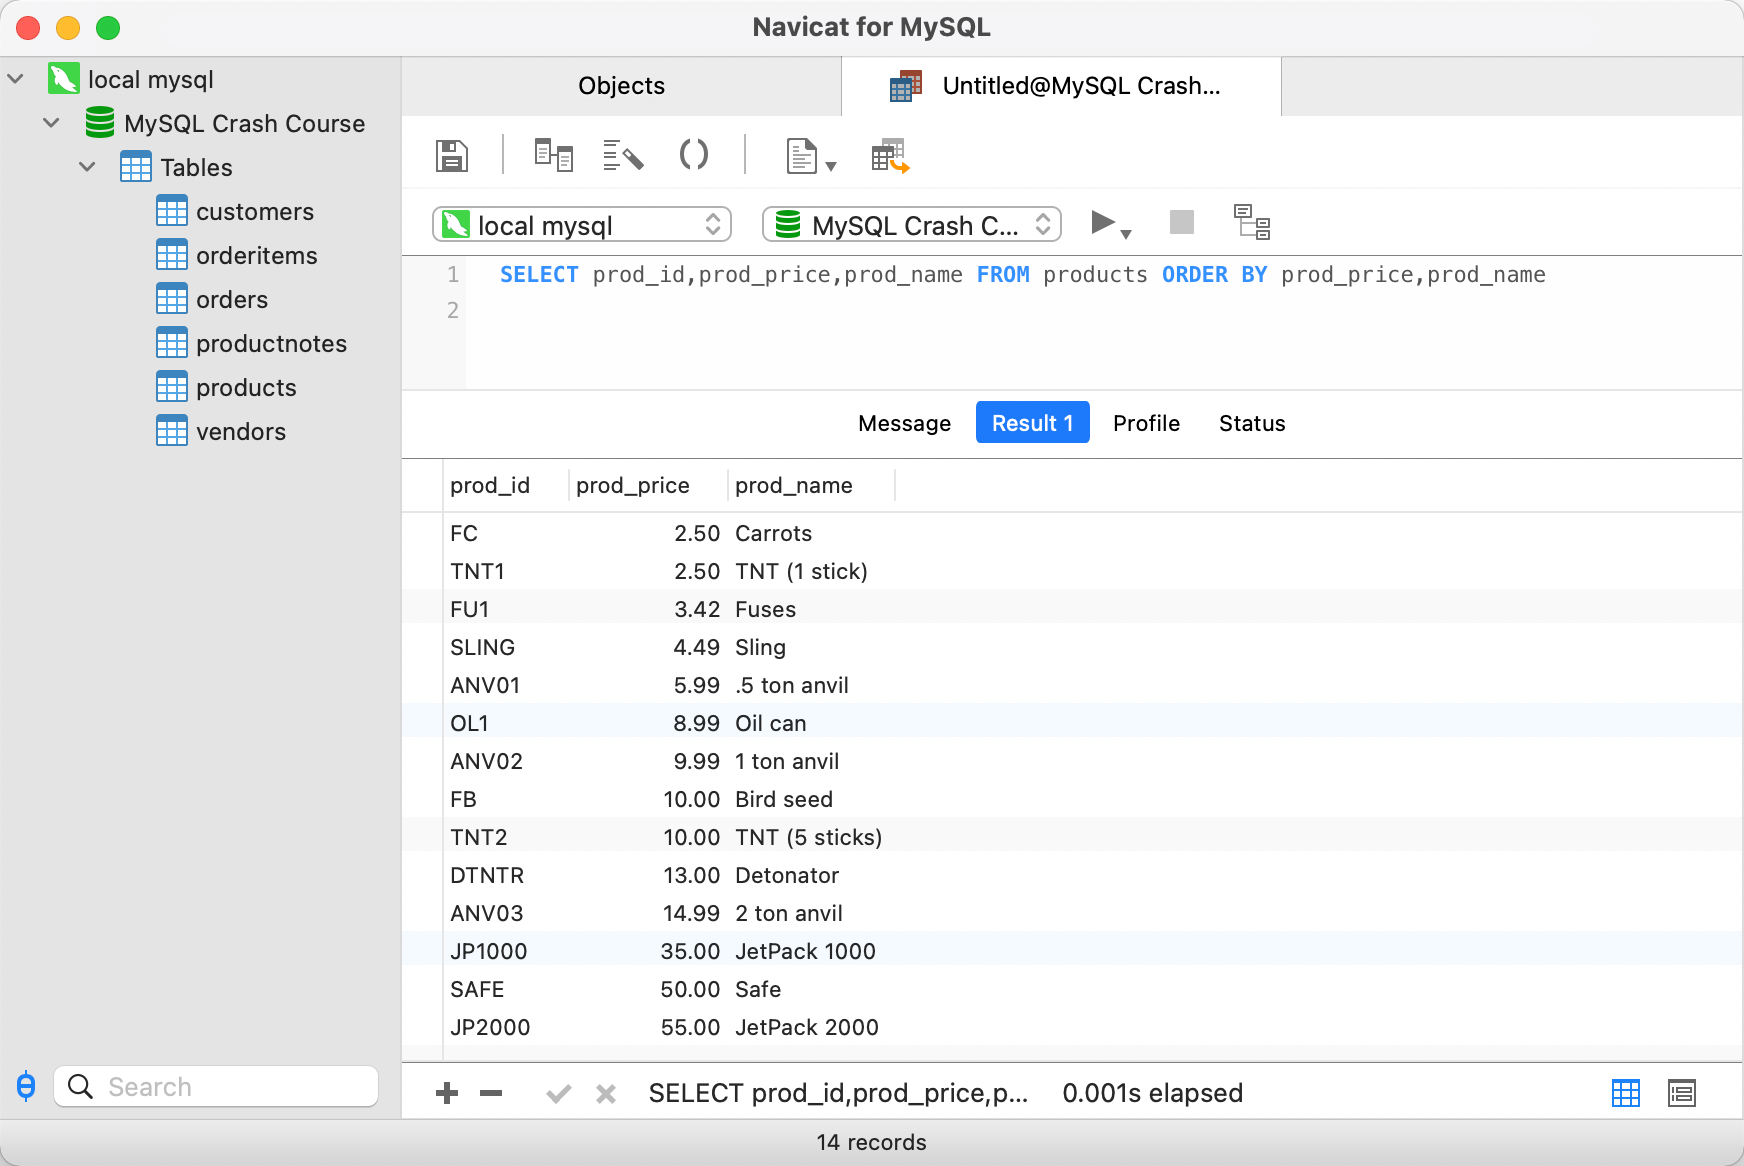 Navicat for MySQL
local mysql
MySQL Crash Course
Tables
customers
orderitems
orders
productnotes
products
vendors
Search
Objects
Untitled@MySQL Crash...
local mysql
MySQL Crash C...
1 SELECT prod_id,prod_price,prod_name FROM products ORDER BY prod_price,prod_name
2
Message Result 1 Profile Status
prod_id prod_price prod_name
FC 2.50 Carrots
TNT1 2.50 TNT (1 stick)
FU1 3.42 Fuses
SLING 4.49 Sling
ANV01 5.99 .5 ton anvil
OL1 8.99 Oil can
ANV02 9.99 1 ton anvil
FB 10.00 Bird seed
TNT2 10.00 TNT (5 sticks)
DTNTR 13.00 Detonator
ANV03 14.99 2 ton anvil
JP1000 35.00 JetPack 1000
SAFE 50.00 Safe
JP2000 55.00 JetPack 2000
SELECT prod_id,prod_price,p... 0.001s elapsed
14 records